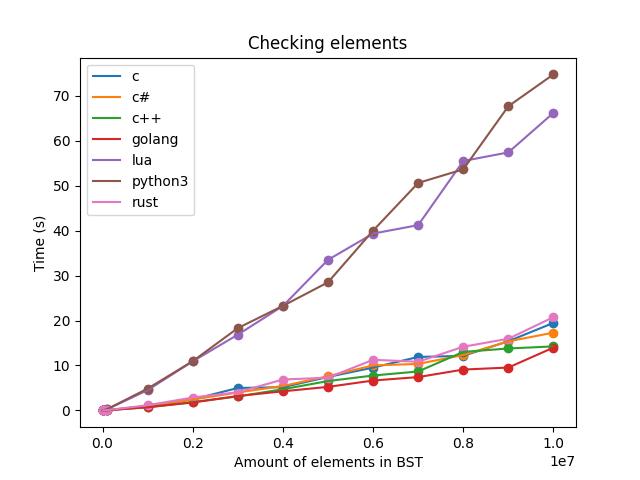 Checking elements
c
c#
c++
golang
lua
python3
rust
Time (s)
70
60
50
40
30
20
10
0
0.0 0.2 0.4 0.6 0.8 1.0
1e7
Amount of elements in BST